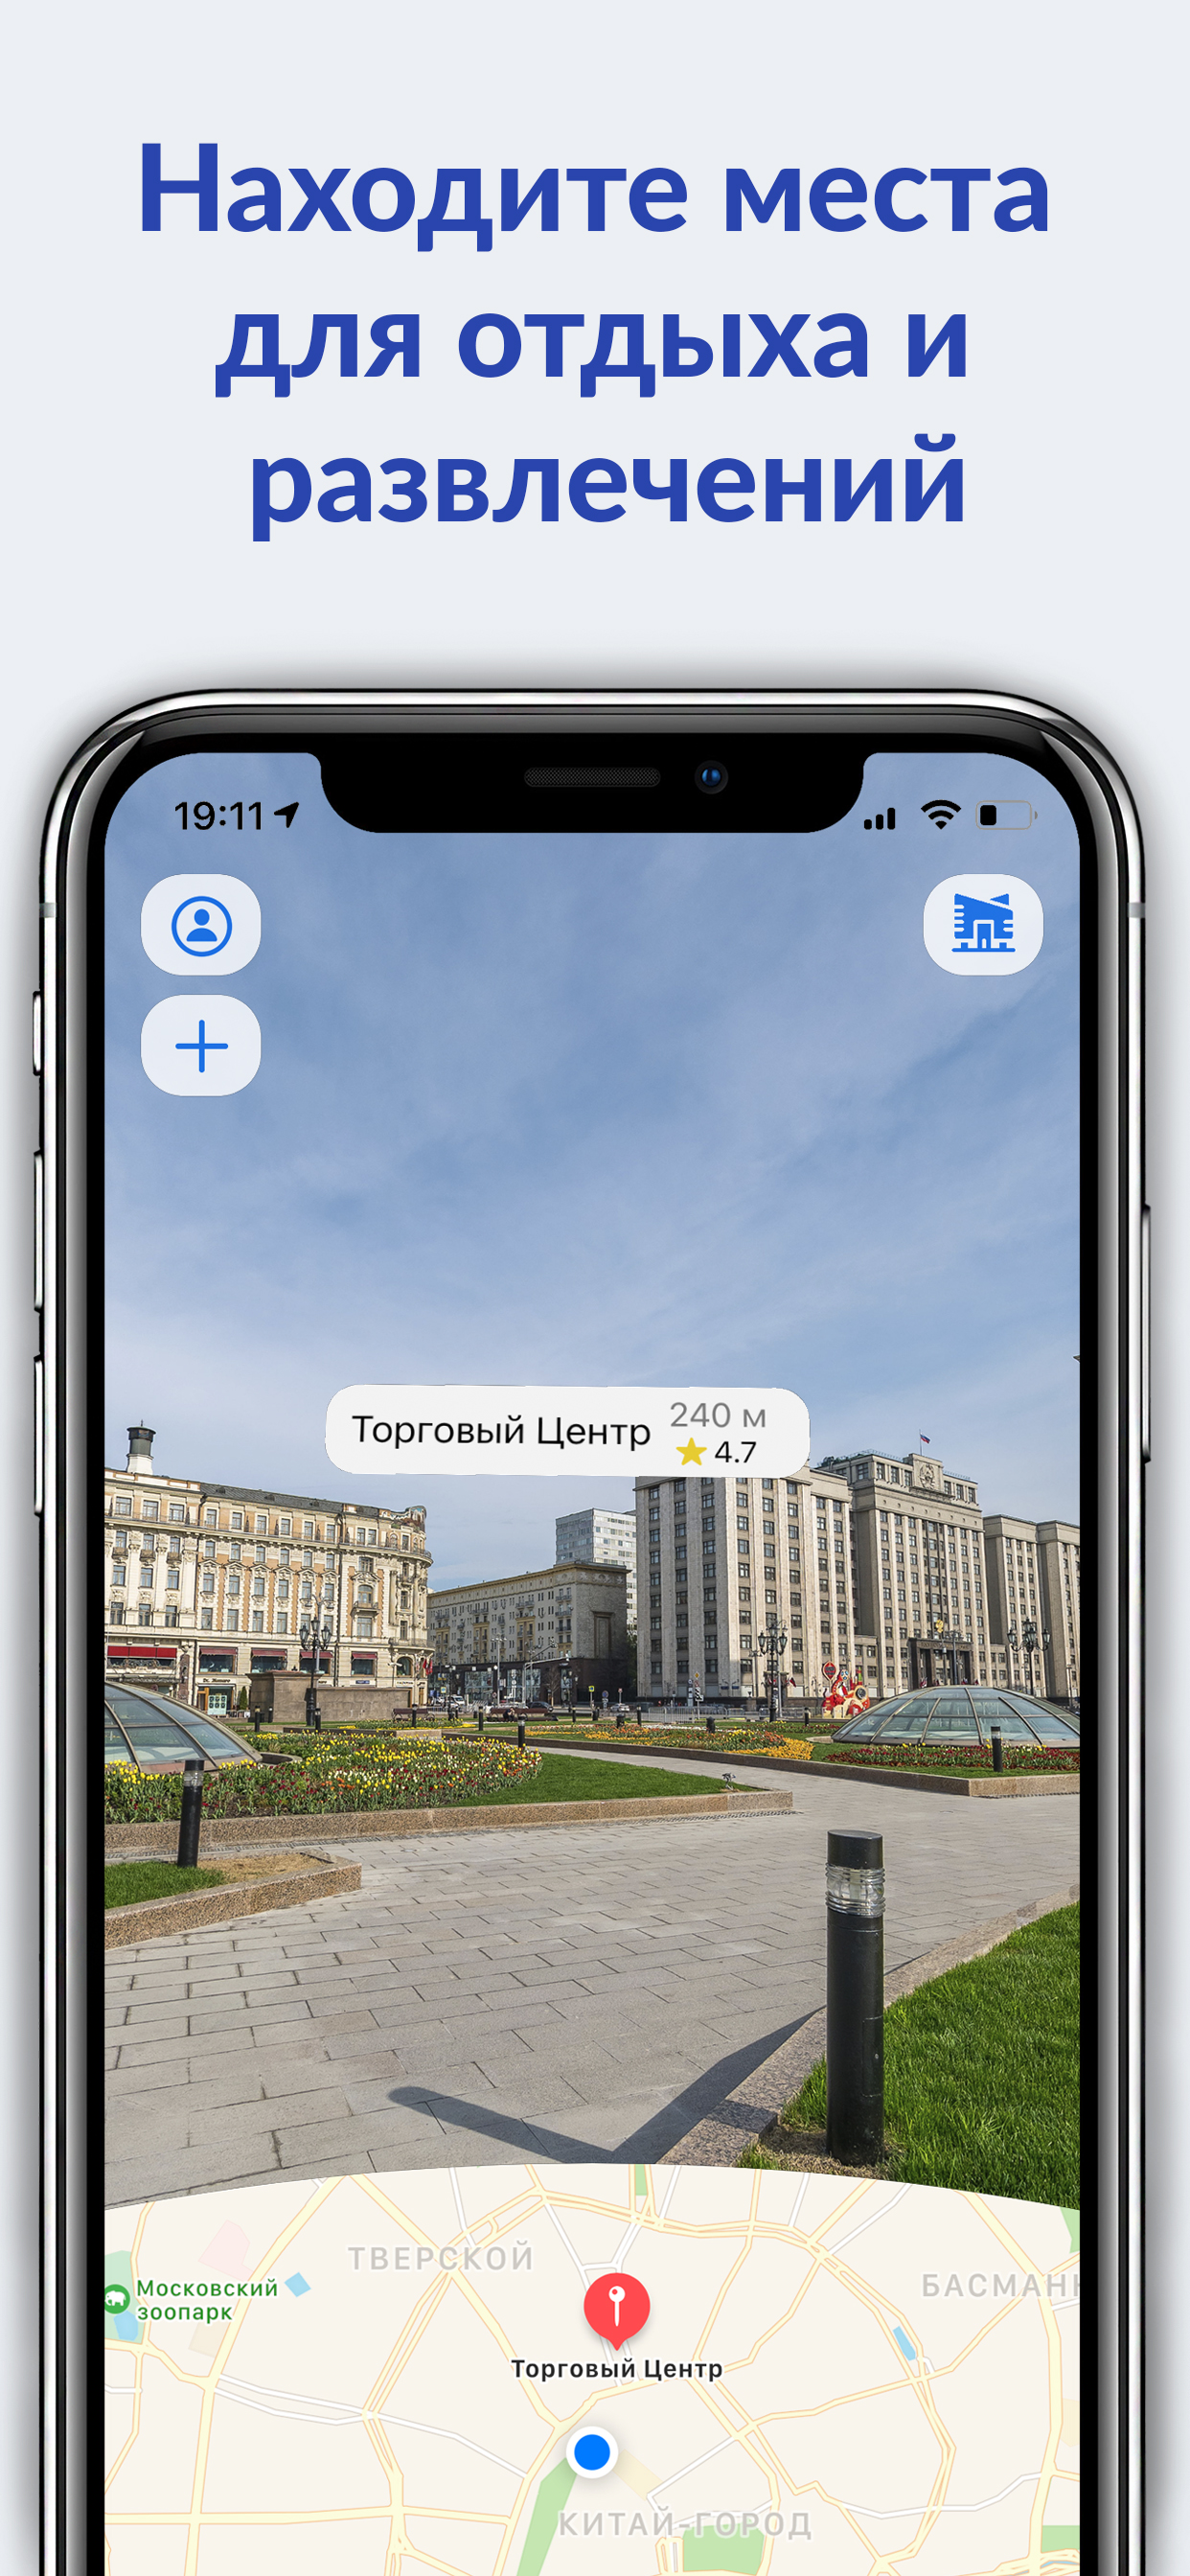 Находите места
для отдыха и
развлечений
19:11
Торговый Центр
240 м
4.7
ТВЕРСКОЙ
БАСМАНН
Московский
зоопарк
Торговый Центр
КИТАЙ-ГОРОД